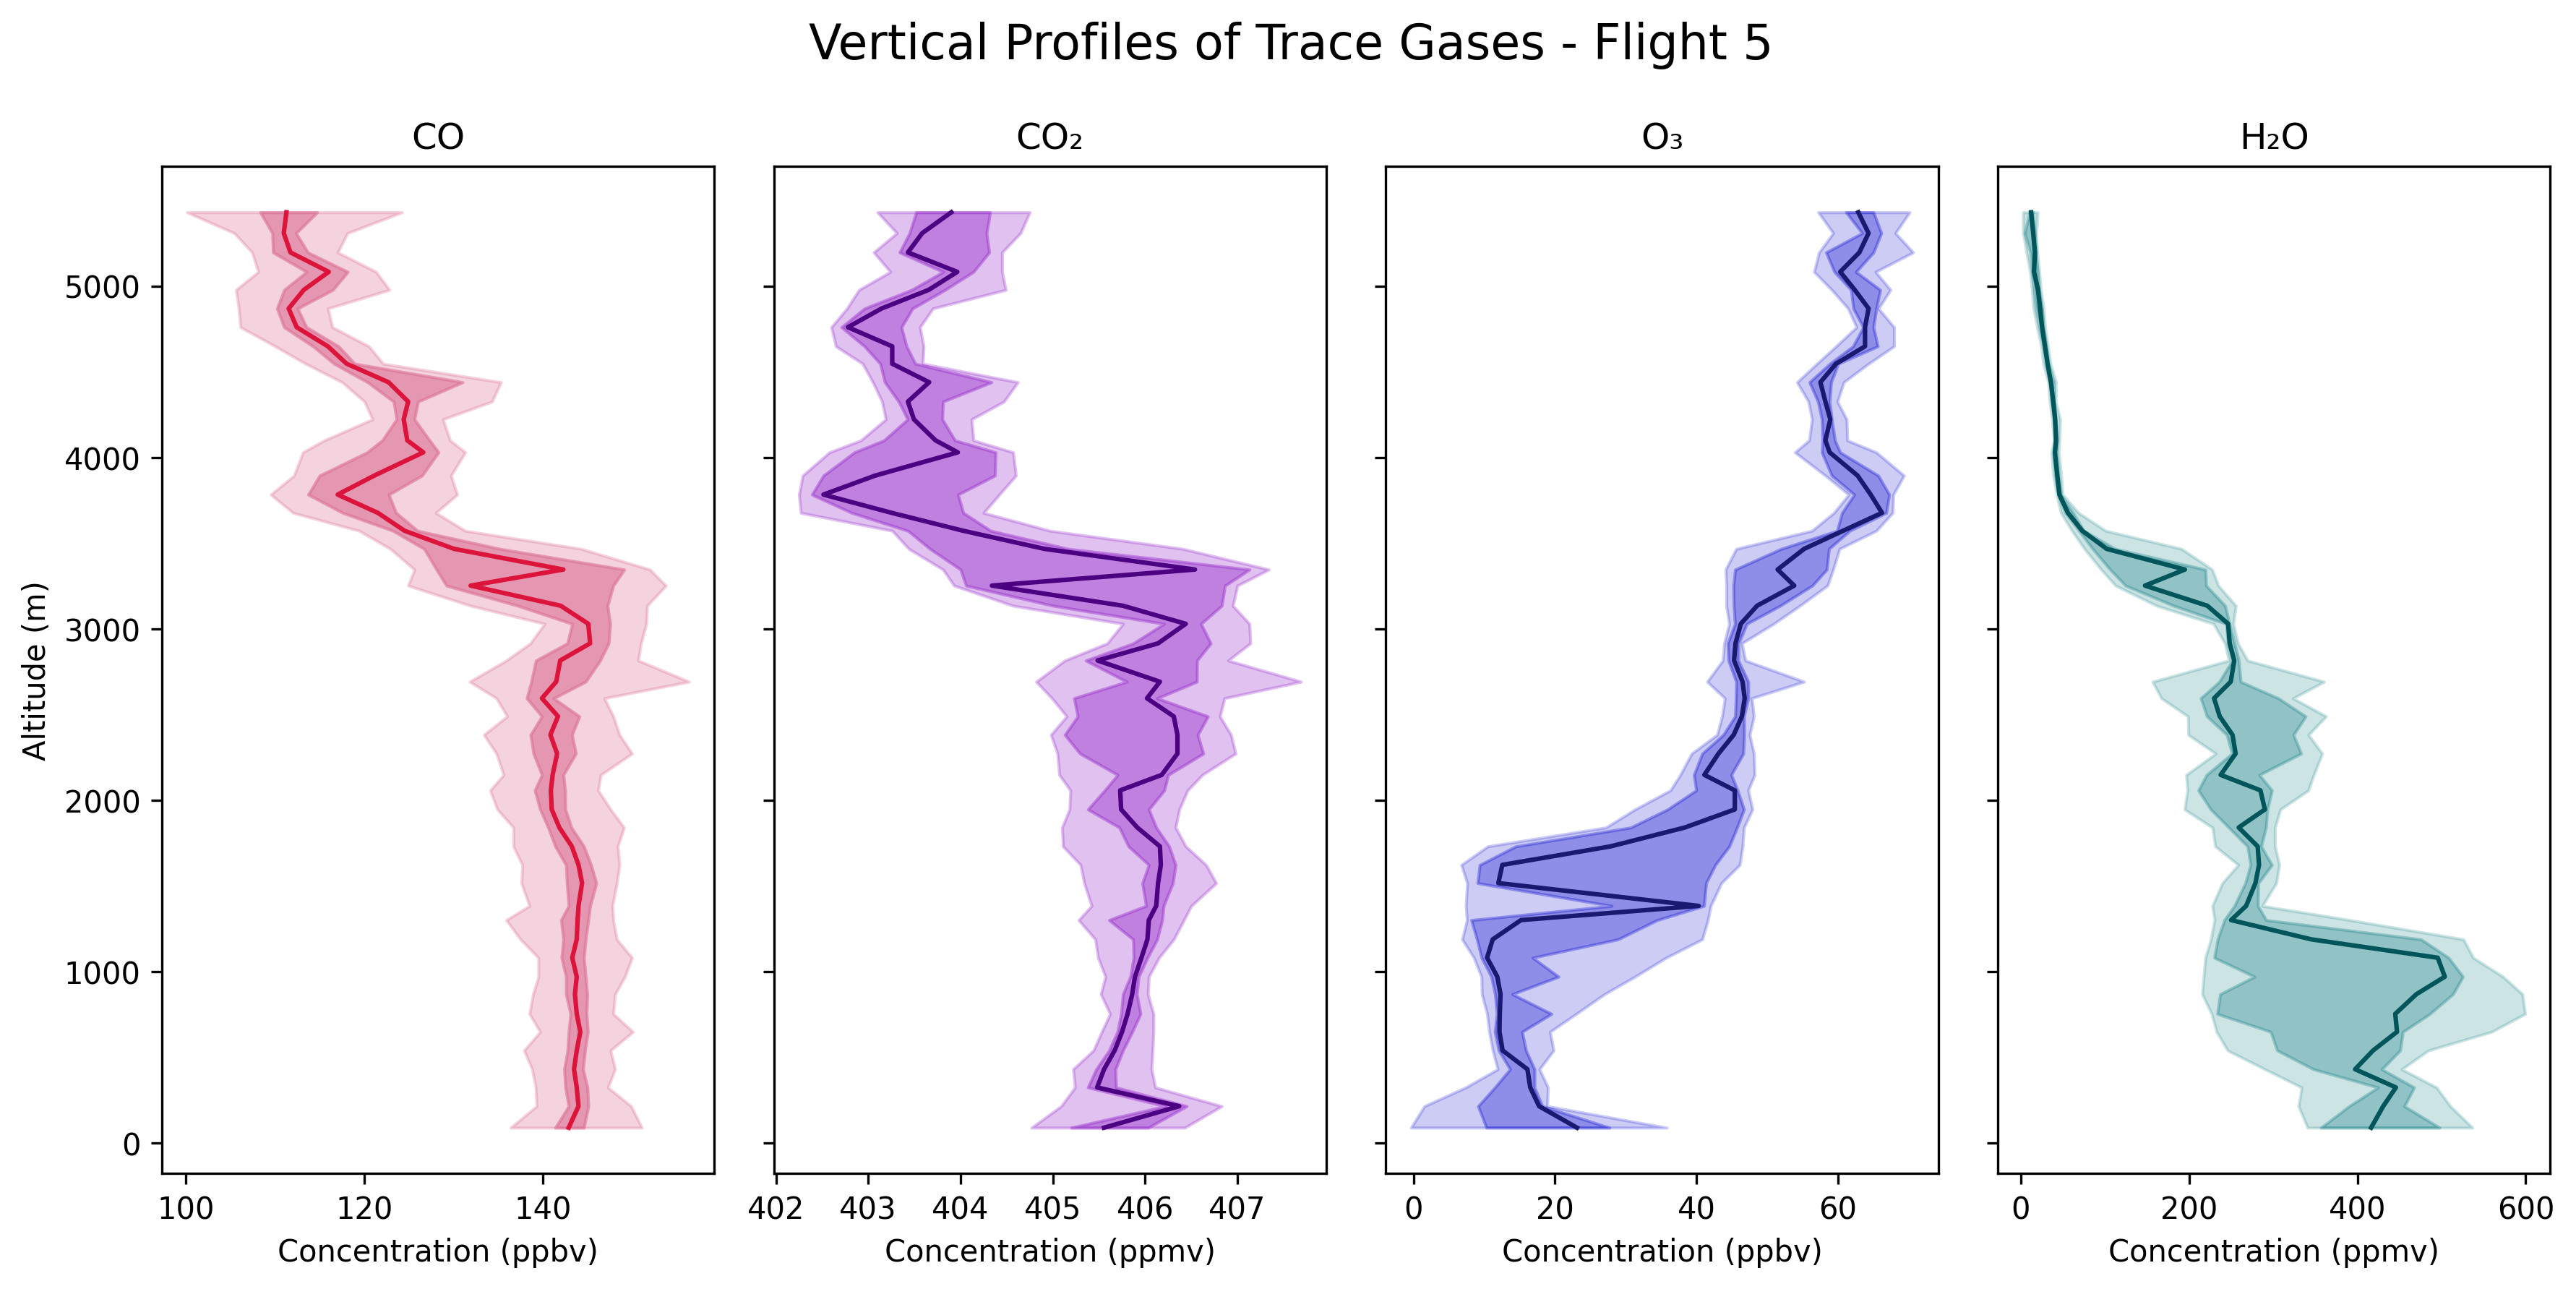 Vertical Profiles of Trace Gases - Flight 5
CO
CO₂
O₃
H₂O
Altitude (m)
5000
4000
3000
2000
1000
0
100 120 140
402 403 404 405 406 407
0 20 40 60
0 200 400 600
Concentration (ppbv)
Concentration (ppmv)
Concentration (ppbv)
Concentration (ppmv)